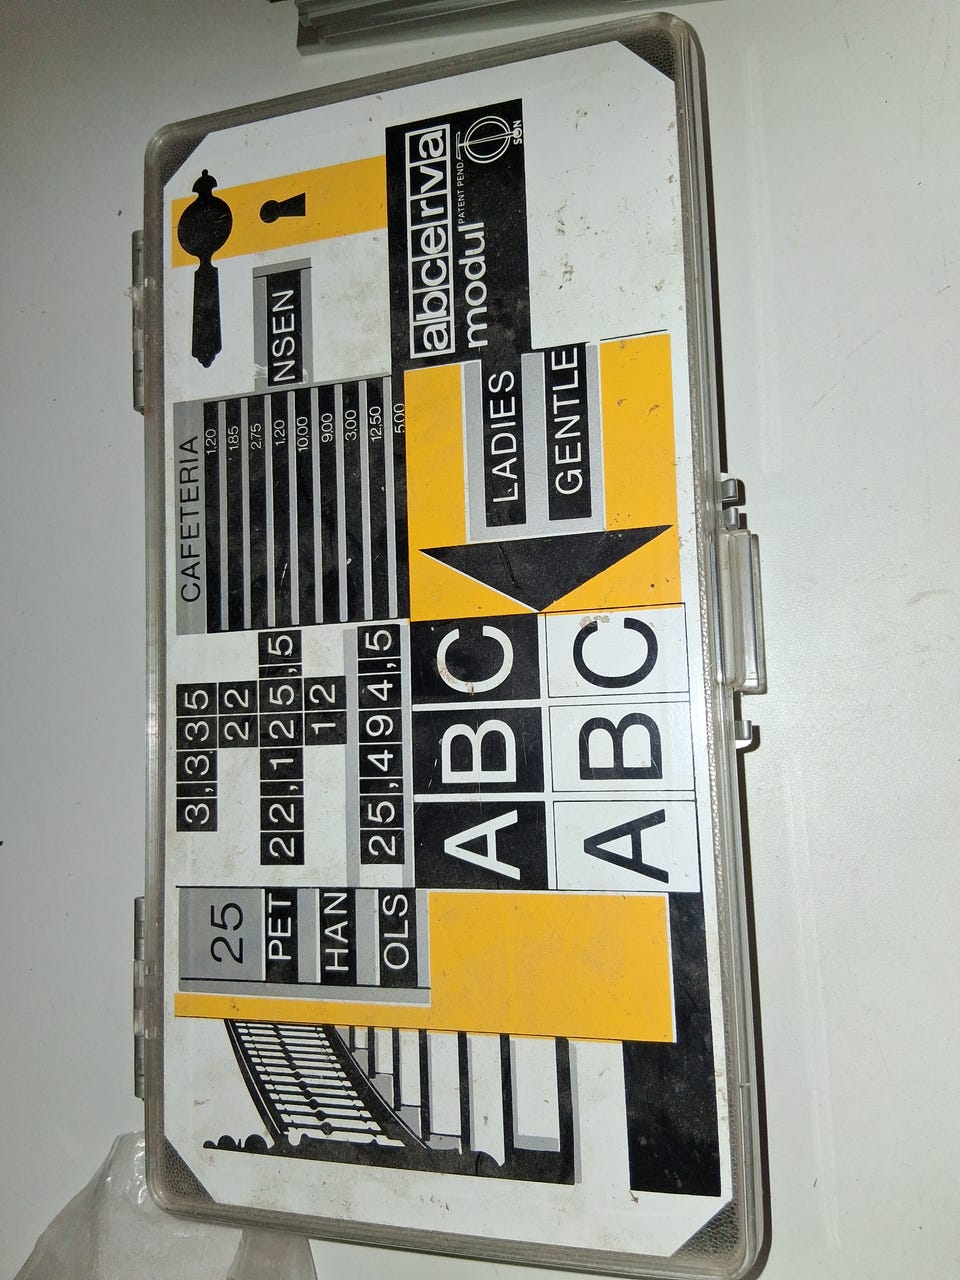 25
PET
HAN
OLS
3,335
22
22,125,5
12
25,494,5
CAFETERIA
1,20
1,85
2,75
1,20
10,00
9,00
3,00
12,50
5,00
NSEN
ABC
ABC
LADIES
GENTLE
abcerva
modul PATENT PEND
SON